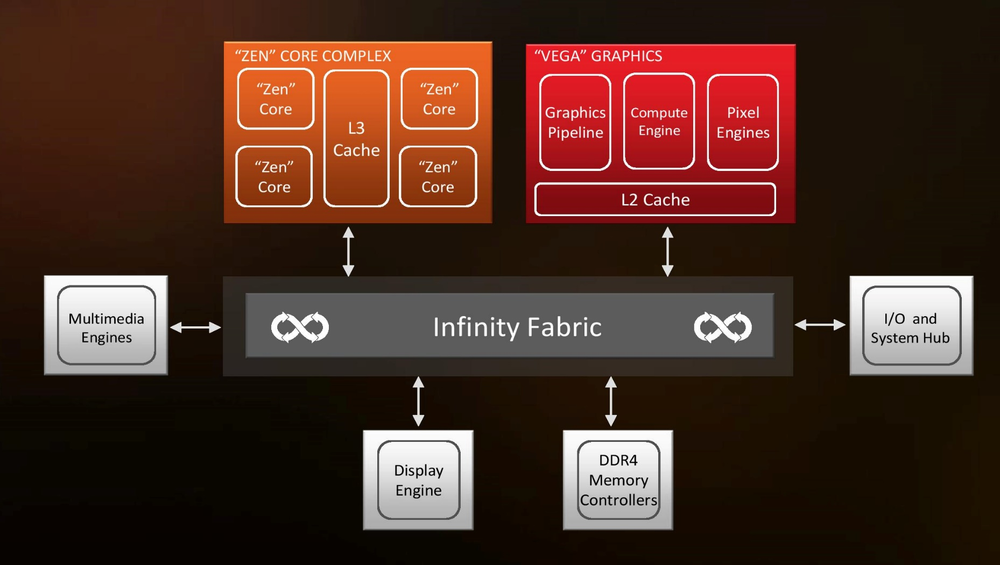 “ZEN” CORE COMPLEX
“Zen”
Core
L3
Cache
“Zen”
Core
“Zen”
Core
“Zen”
Core
“VEGA” GRAPHICS
Graphics
Pipeline
Compute
Engine
Pixel
Engines
L2 Cache
Multimedia
Engines
Infinity Fabric
I/O and
System Hub
Display
Engine
DDR4
Memory
Controllers